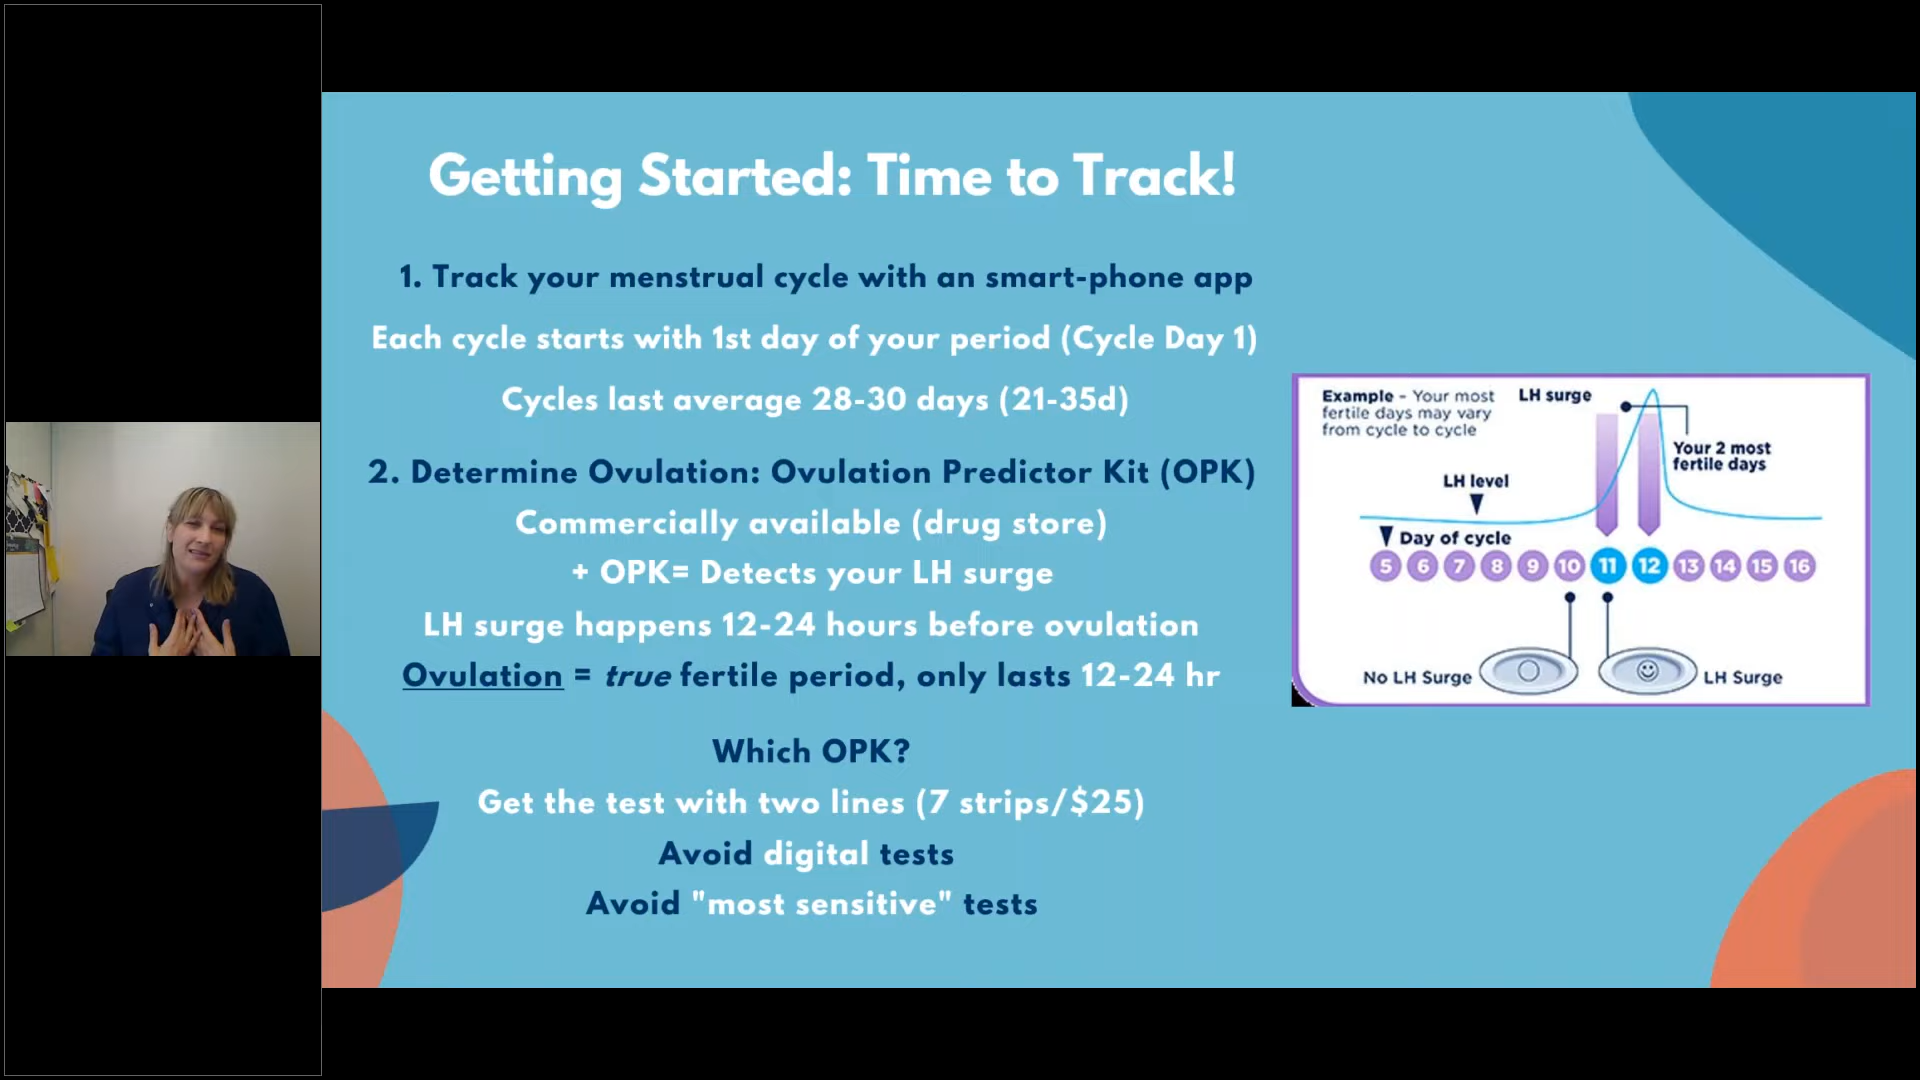 Getting Started: Time to Track!
1. Track your menstrual cycle with an smart-phone app
Each cycle starts with 1st day of your period (Cycle Day 1)
Cycles last average 28-30 days (21-35d)
2. Determine Ovulation: Ovulation Predictor Kit (OPK)
Commercially available (drug store)
+ OPK= Detects your LH surge
LH surge happens 12-24 hours before ovulation
Ovulation = true fertile period, only lasts 12-24 hr
Which OPK?
Get the test with two lines (7 strips/$25)
Avoid digital tests
Avoid "most sensitive" tests
Example - Your most
fertile days may vary
from cycle to cycle
LH surge
Your 2 most
fertile days
LH level
Day of cycle
5 6 7 8 9 10 11 12 13 14 15 16
No LH Surge
LH Surge